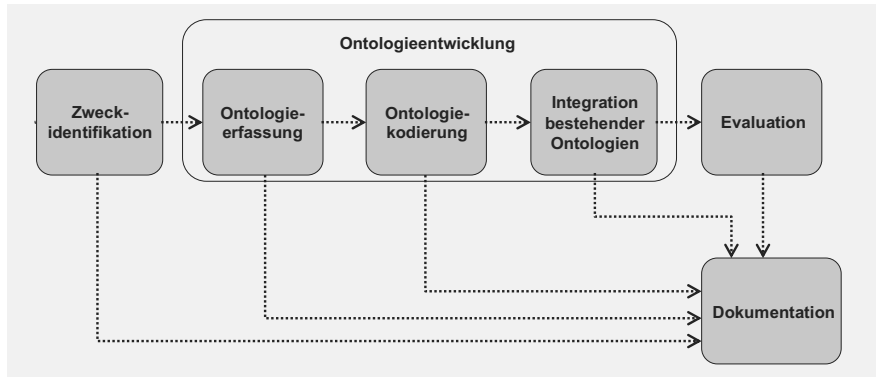 Ontologieentwicklung
Zweck-
identifikation
Ontologie-
erfassung
Ontologie-
kodierung
Integration
bestehender
Ontologien
Evaluation
Dokumentation